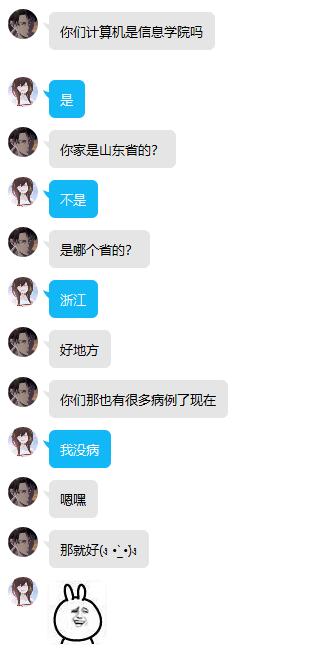 你们计算机是信息学院吗
是
你家是山东省的？
不是
是哪个省的？
浙江
好地方
你们那也有很多病例了现在
我没病
嗯嘿
那就好(ง •̀_•́)ง